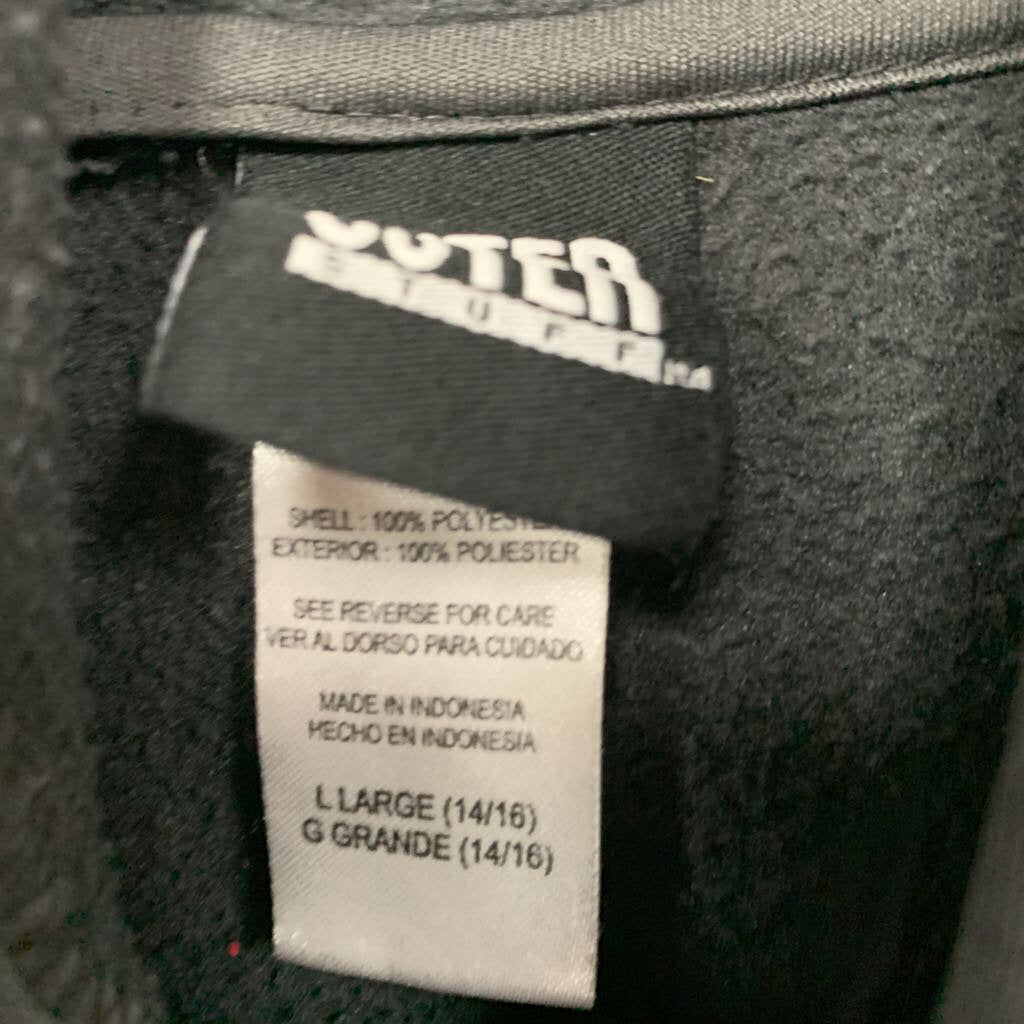 OUTER
STUFF
SHELL : 100% POLYESTER
EXTERIOR : 100% POLIESTER
SEE REVERSE FOR CARE
VER AL DORSO PARA CUIDADO
MADE IN INDONESIA
HECHO EN INDONESIA
L LARGE (14/16)
G GRANDE (14/16)